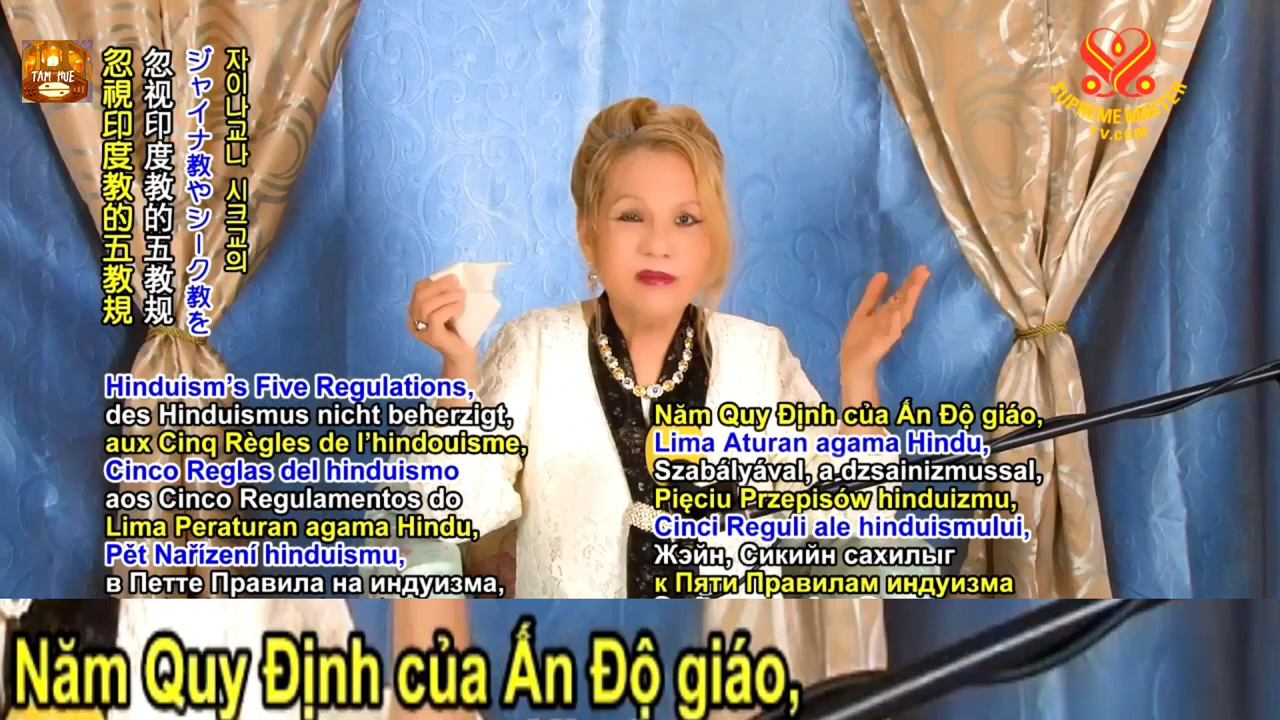 TAM HUE
SUPREME MASTER
TV.com
忽視印度教的五教規
忽视印度教的五教规
ジャイナ教やシーク教を
자이나교나 시크교의
Hinduism's Five Regulations,
des Hinduismus nicht beherzigt,
aux Cinq Règles de l'hindouisme,
Cinco Reglas del hinduismo
aos Cinco Regulamentos do
Lima Peraturan agama Hindu,
Pět Nařízení hinduismu,
в Петте Правила на индуизма,
Năm Quy Định của Ấn Độ giáo,
Lima Aturan agama Hindu,
Szabályával, a dzsainizmussal,
Pięciu Przepisów hinduizmu,
Cinci Reguli ale hinduismului,
Жэйн, Сикийн сахилыг
к Пяти Правилам индуизма
Năm Quy Định của Ấn Độ giáo,